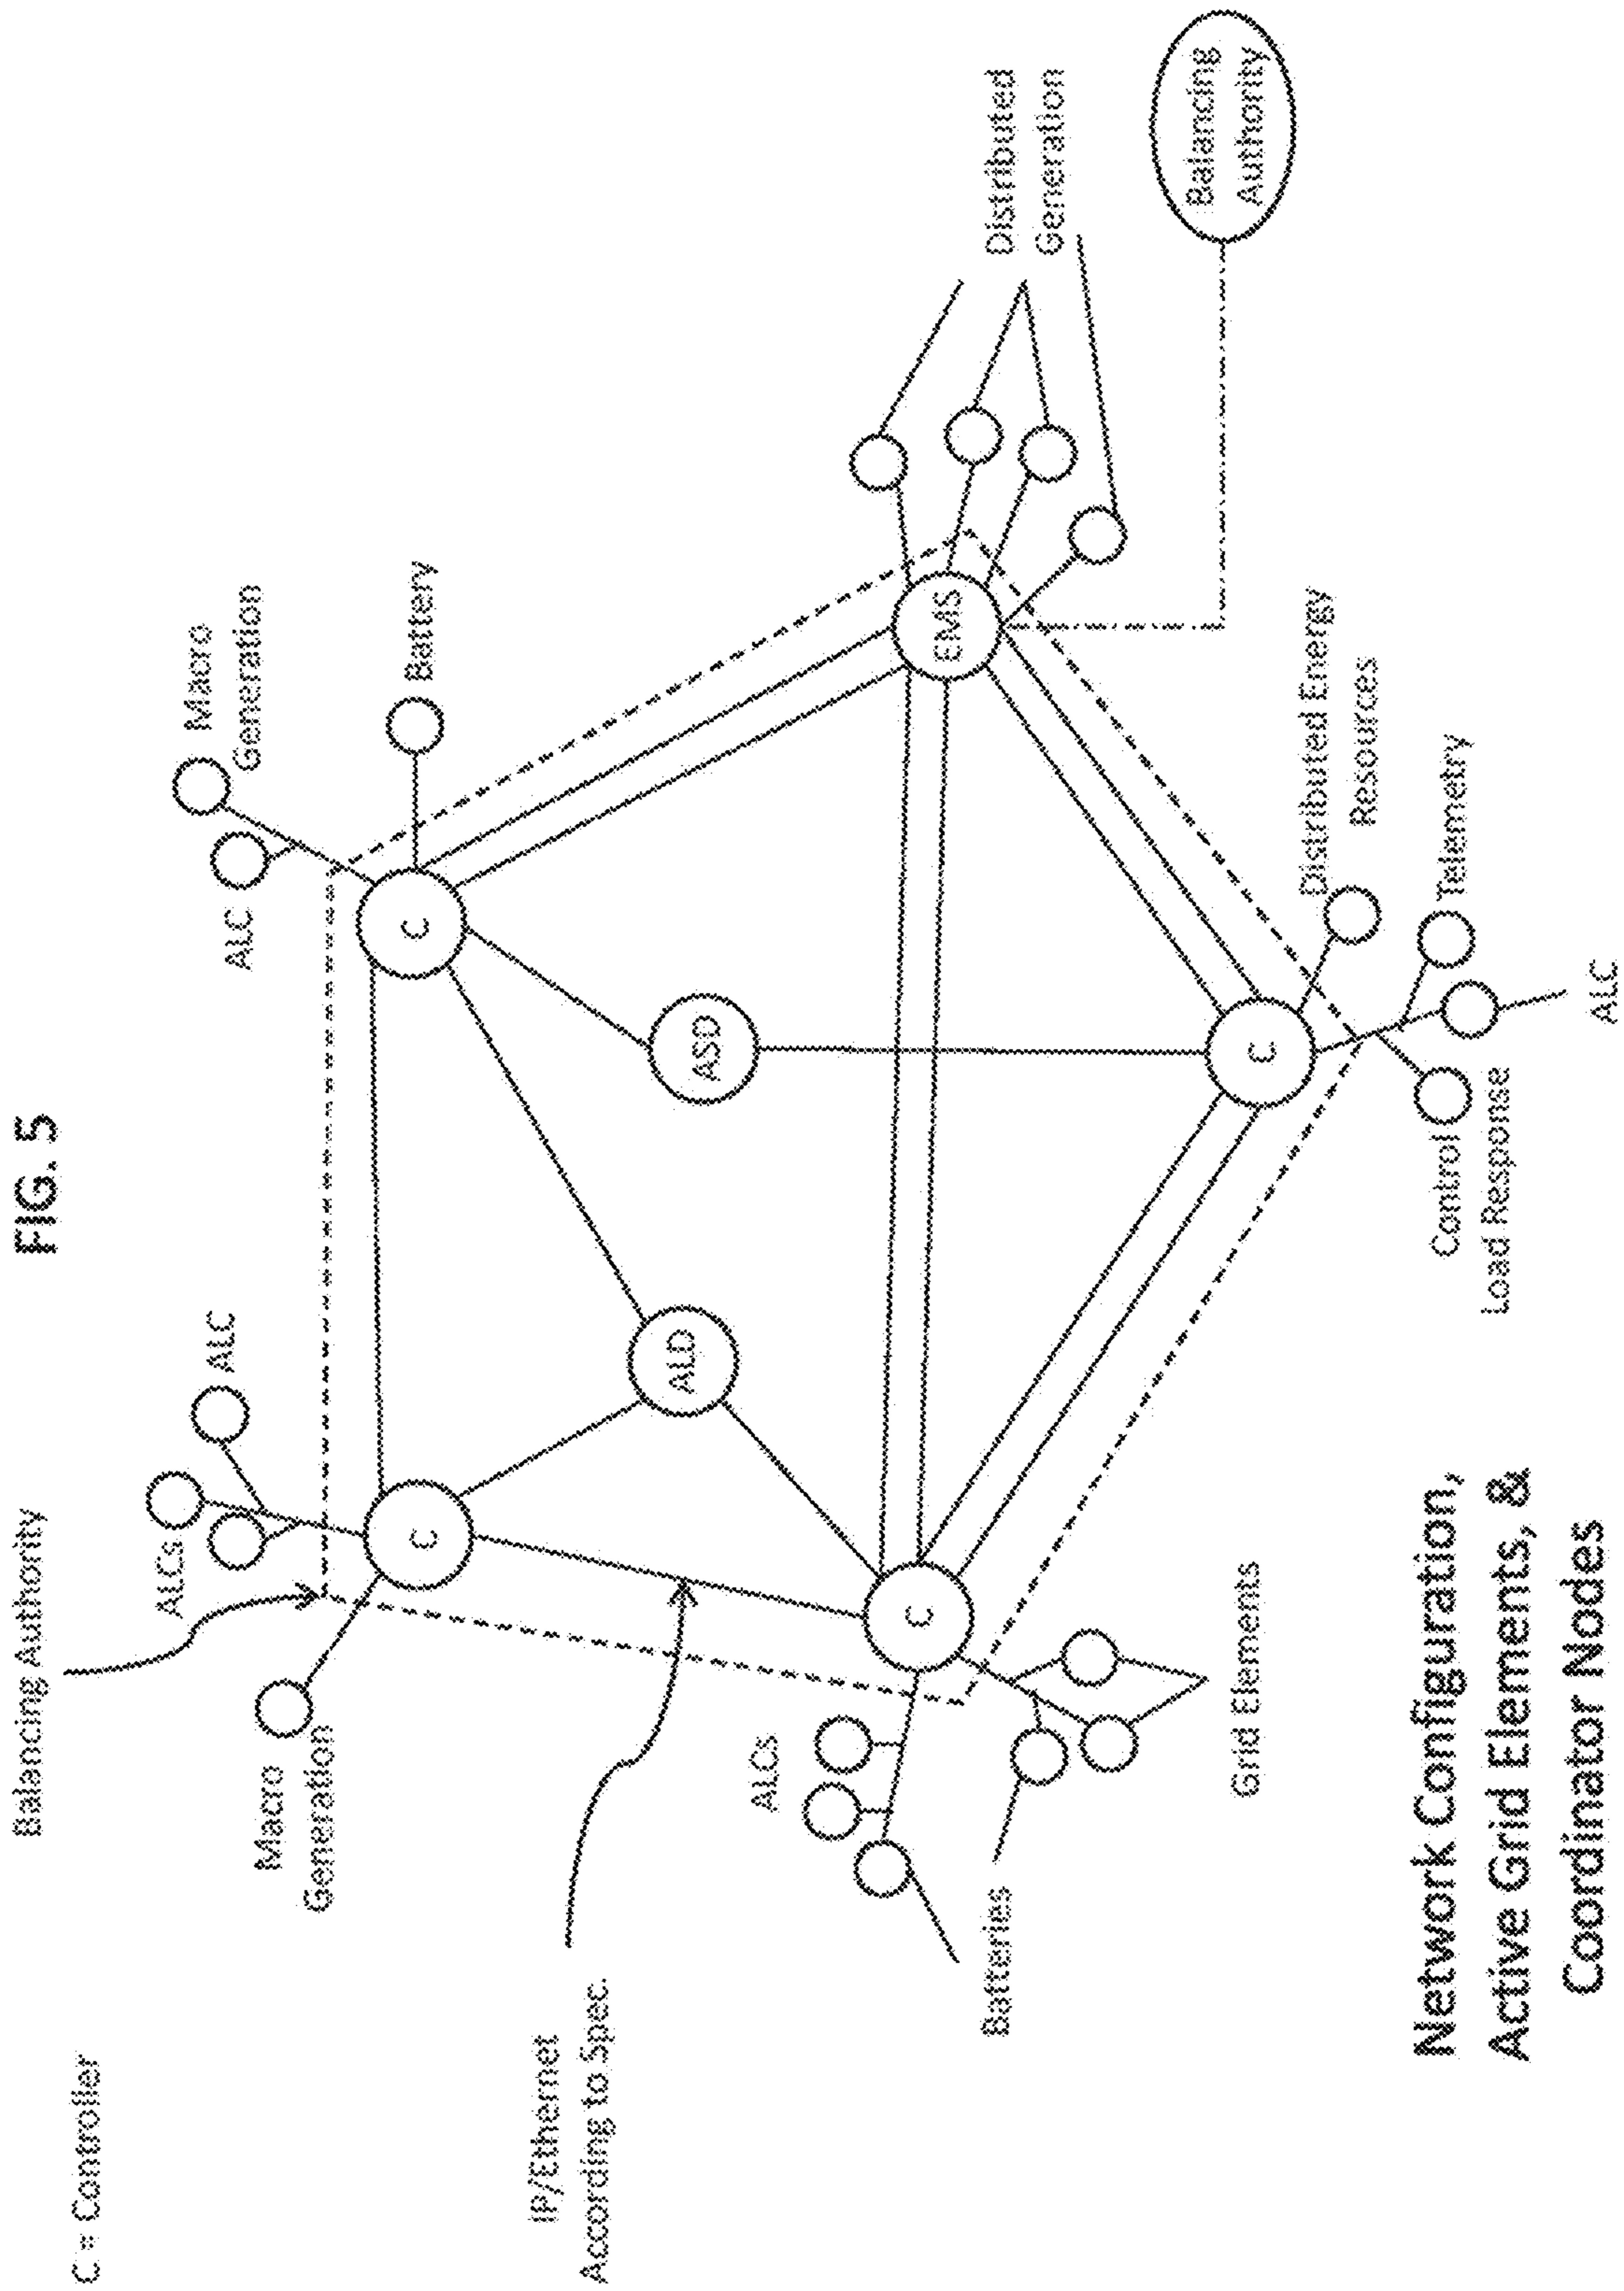 FIG. 5
C = Controller
Balancing Authority
ALCs
ALC
Macro
Generation
ALC
Macro
Generation
Battery
C
C
IP/Ethernet
According to Spec.
ALD
ASD
ALCs
Batteries
C
EMS
Distributed
Generation
Grid Elements
C
Distributed Energy
Resources
Telemetry
Control
Load Response
ALC
Balancing
Authority
Network Configuration,
Active Grid Elements, &
Coordinator Nodes